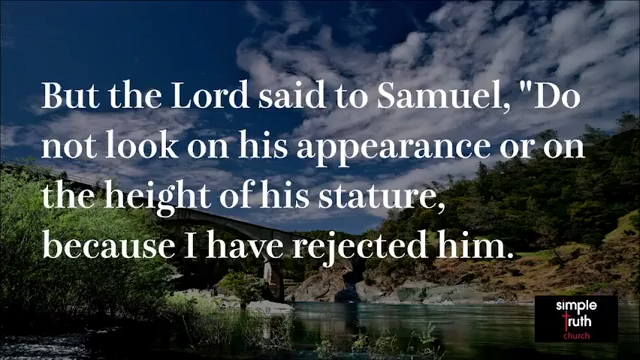 But the Lord said to Samuel, "Do
not look on his appearance or on
the height of his stature,
because I have rejected him.
simple
truth
church